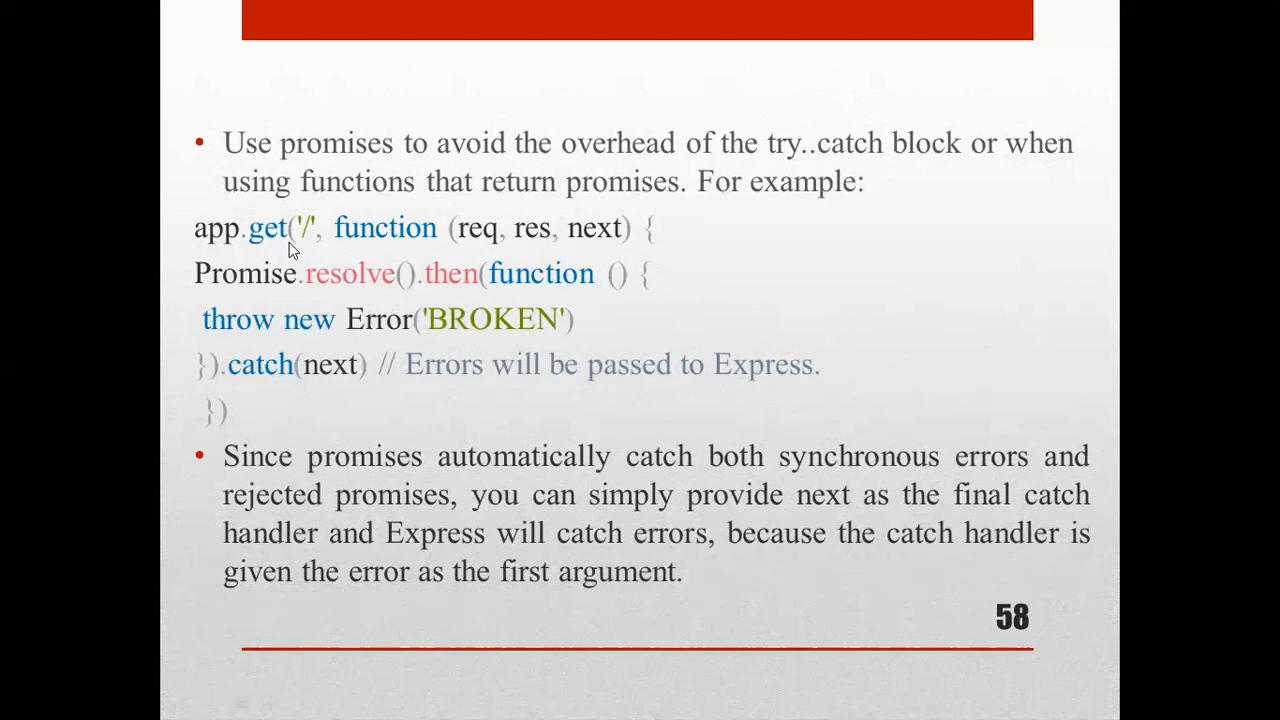 • Use promises to avoid the overhead of the try..catch block or when
using functions that return promises. For example:
app.get('/', function (req, res, next) {
Promise.resolve().then(function () {
throw new Error('BROKEN')
}).catch(next) // Errors will be passed to Express.
})
• Since promises automatically catch both synchronous errors and
rejected promises, you can simply provide next as the final catch
handler and Express will catch errors, because the catch handler is
given the error as the first argument.
58